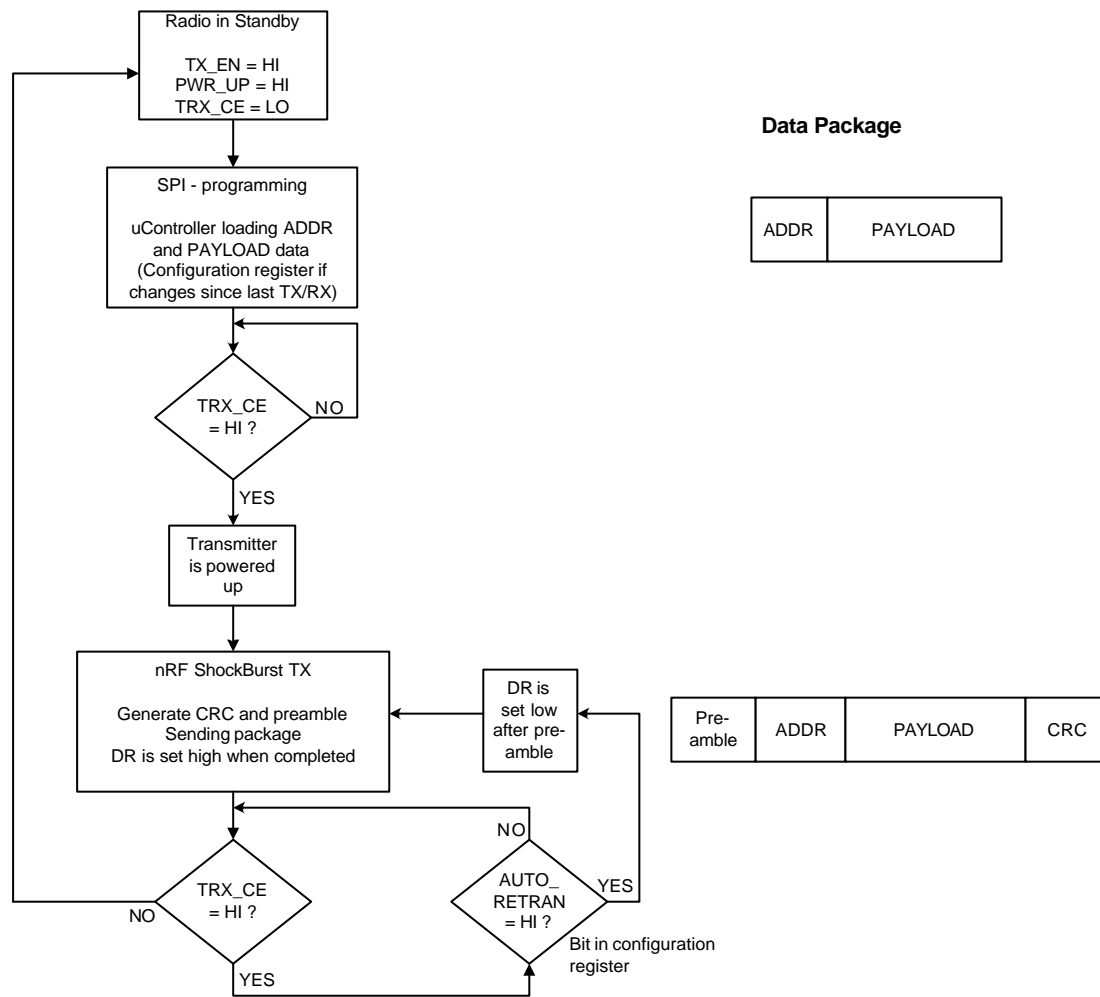 Radio in Standby
TX_EN = HI
PWR_UP = HI
TRX_CE = LO
Data Package
SPI - programming
uController loading ADDR
and PAYLOAD data
(Configuration register if
changes since last TX/RX)
ADDR
PAYLOAD
TRX_CE
= HI ?
NO
YES
Transmitter
is powered
up
nRF ShockBurst TX
Generate CRC and preamble
Sending package
DR is set high when completed
DR is
set low
after pre-
amble
Pre-
amble
ADDR
PAYLOAD
CRC
NO
TRX_CE
= HI ?
NO
YES
AUTO_
RETRAN
= HI ?
YES
Bit in configuration
register